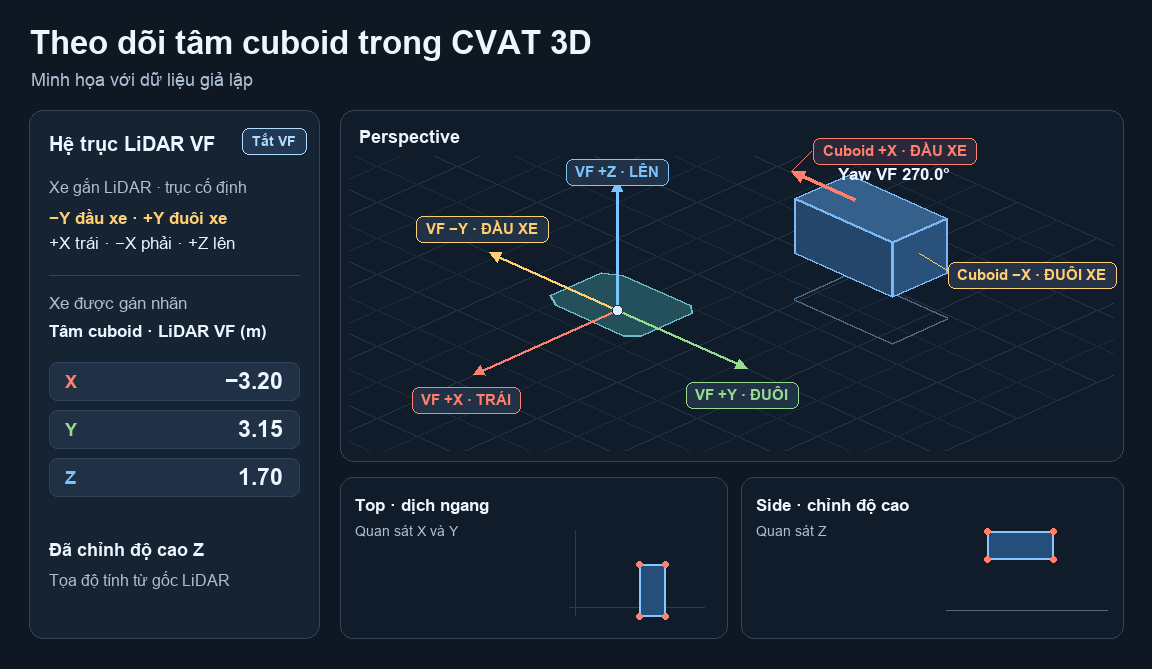 Theo dõi tâm cuboid trong CVAT 3D
Minh họa với dữ liệu giả lập
Hệ trục LiDAR VF
Tắt VF
Xe gắn LiDAR · trục cố định
−Y đầu xe · +Y đuôi xe
+X trái · −X phải · +Z lên
Xe được gán nhãn
Tâm cuboid · LiDAR VF (m)
X −3.20
Y 3.15
Z 1.70
Đã chỉnh độ cao Z
Tọa độ tính từ gốc LiDAR
Perspective
Cuboid +X · ĐÀU XE
Yaw VF 270.0°
VF +Z · LÊN
VF −Y · ĐÀU XE
Cuboid −X · ĐUÔI XE
VF +X · TRÁI
VF +Y · ĐUÔI
Top · dịch ngang
Quan sát X và Y
Side · chỉnh độ cao
Quan sát Z